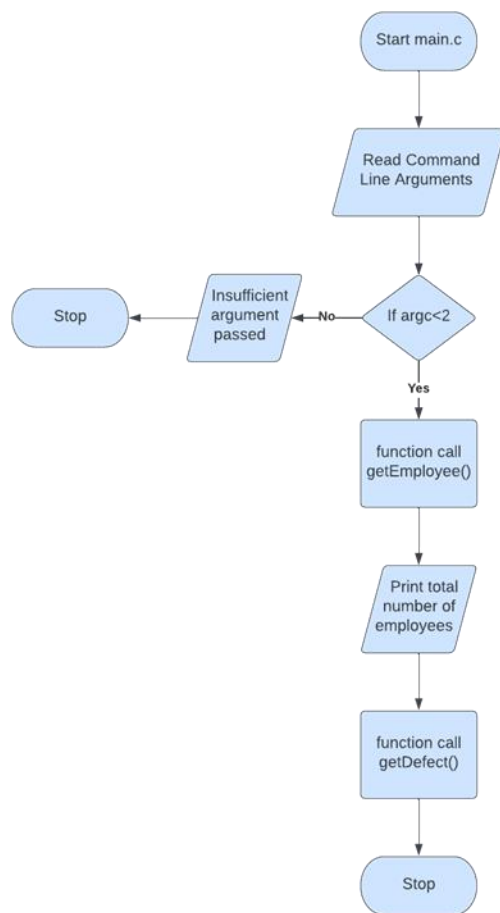 Start main.c
Read Command
Line Arguments
If argc<2
No
Insufficient
argument
passed
Stop
Yes
function call
getEmployee()
Print total
number of
employees
function call
getDefect()
Stop